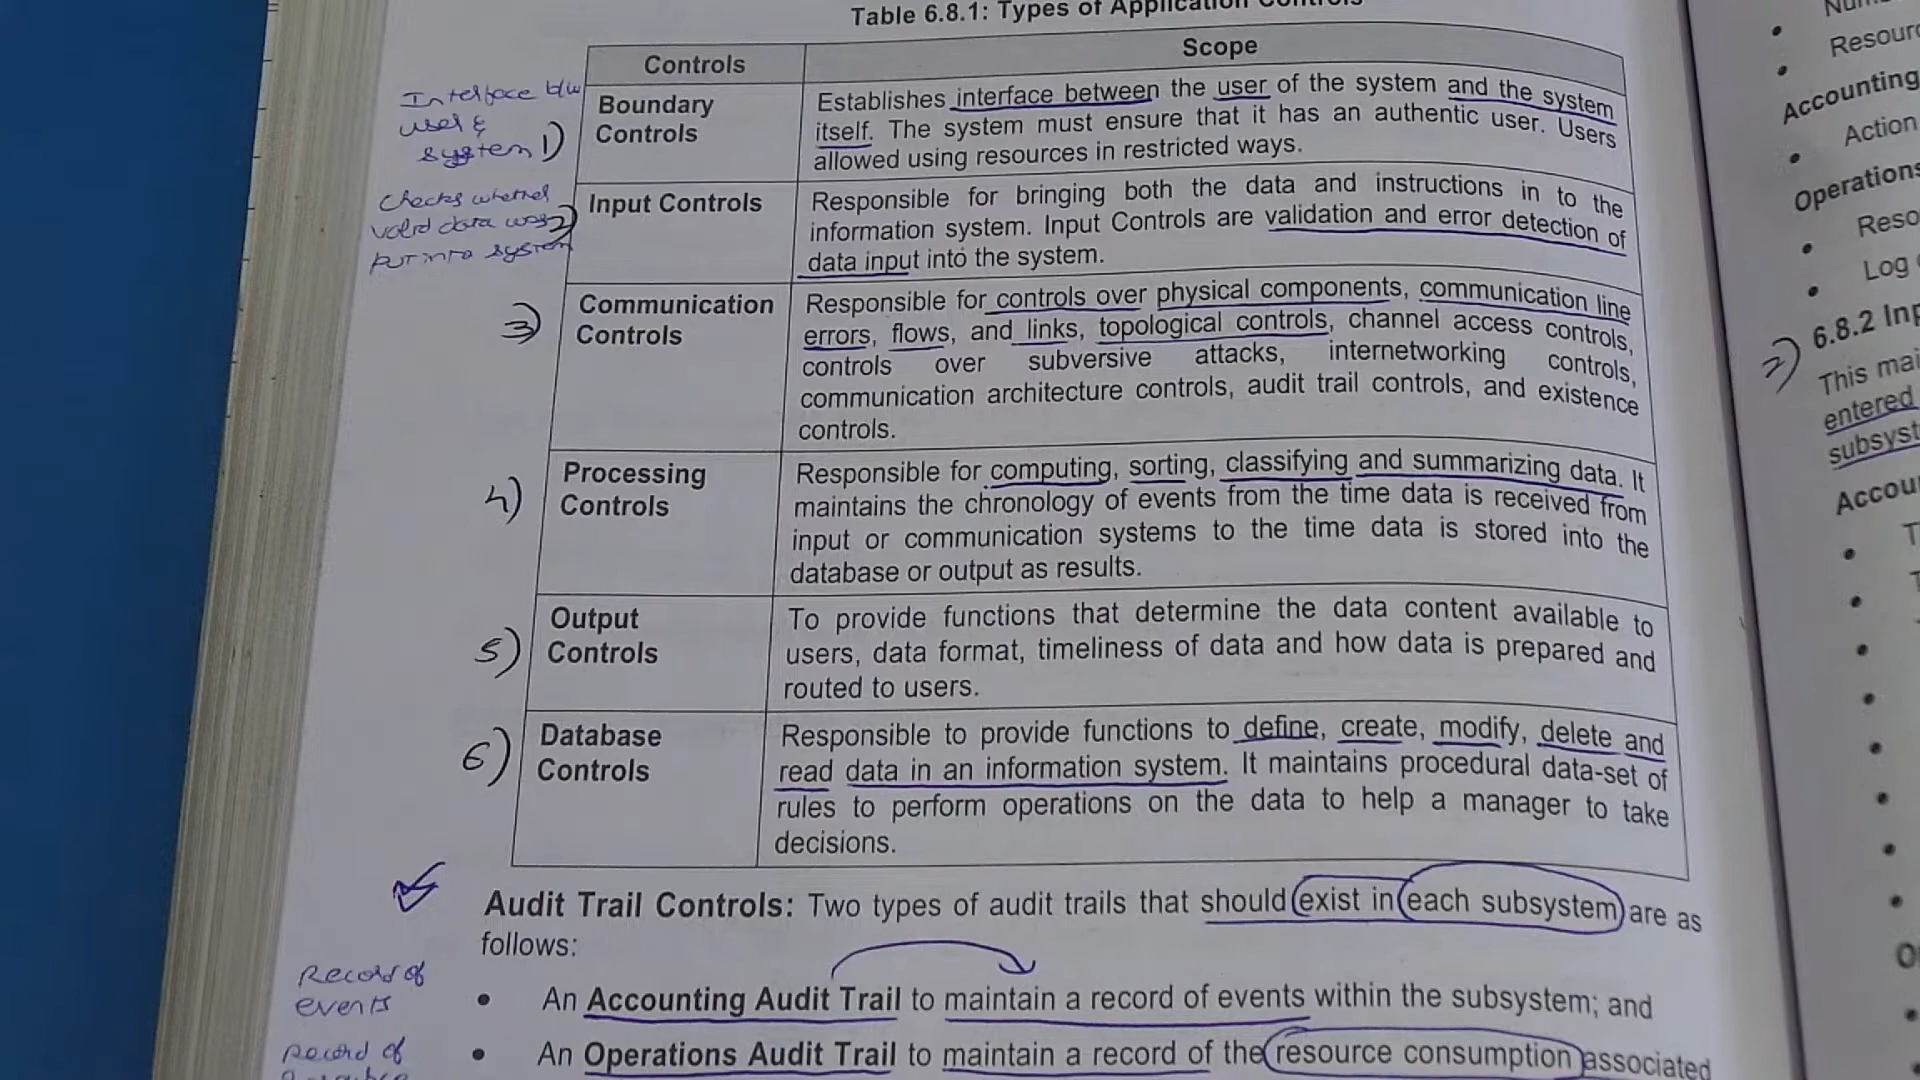 Table 6.8.1: Types of Application Controls
Controls
Scope
Interface b/w
user &
system 1)
Boundary
Controls
Establishes interface between the user of the system and the system
itself. The system must ensure that it has an authentic user. Users
allowed using resources in restricted ways.
Checks whether
valid data was
put into system
2)
Input Controls
Responsible for bringing both the data and instructions in to the
information system. Input Controls are validation and error detection of
data input into the system.
3)
Communication
Controls
Responsible for controls over physical components, communication line
errors, flows, and links, topological controls, channel access controls,
controls over subversive attacks, internetworking controls,
communication architecture controls, audit trail controls, and existence
controls.
4)
Processing
Controls
Responsible for computing, sorting, classifying and summarizing data. It
maintains the chronology of events from the time data is received from
input or communication systems to the time data is stored into the
database or output as results.
5)
Output
Controls
To provide functions that determine the data content available to
users, data format, timeliness of data and how data is prepared and
routed to users.
6)
Database
Controls
Responsible to provide functions to define, create, modify, delete and
read data in an information system. It maintains procedural data-set of
rules to perform operations on the data to help a manager to take
decisions.
Audit Trail Controls: Two types of audit trails that should exist in each subsystem are as
follows:
Record of
events
• An Accounting Audit Trail to maintain a record of events within the subsystem; and
Record of
• An Operations Audit Trail to maintain a record of the resource consumption associated
Accounting
• Action
Operations
• Log
2) 6.8.2
This
entered